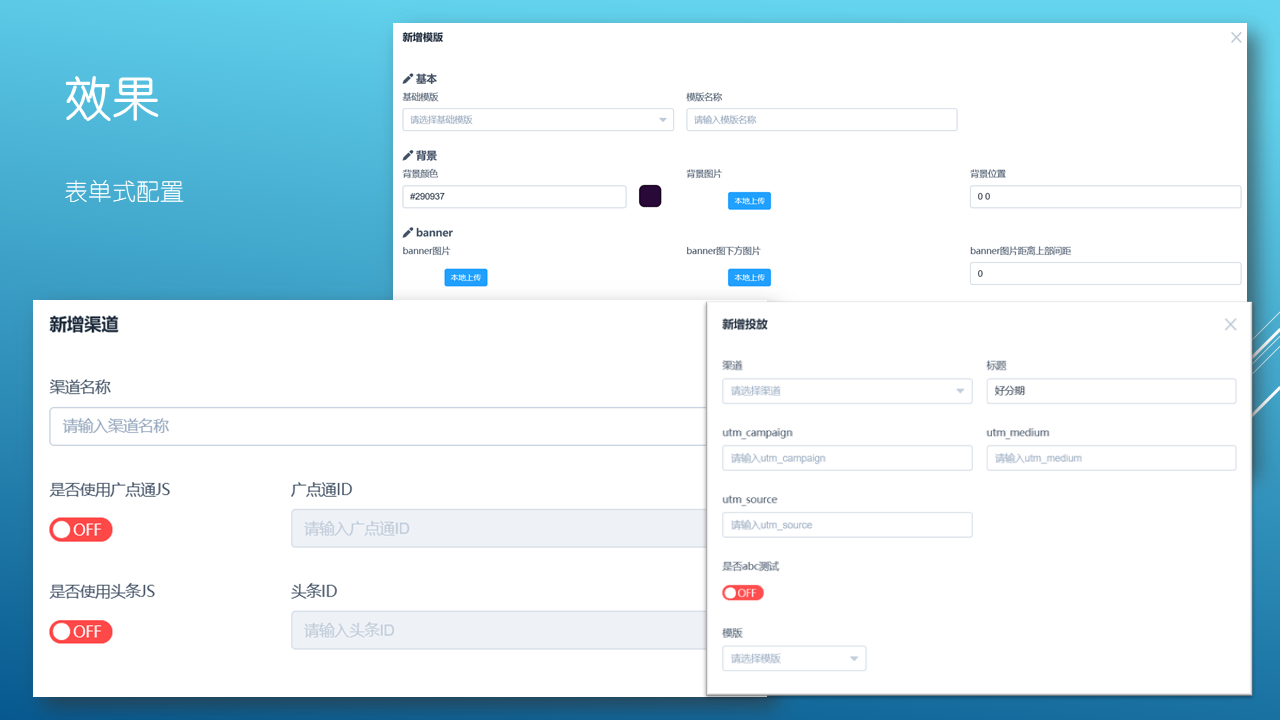 效果
表单式配置
新增模版
基本
基础模版
模版名称
请选择基础模版
请输入模版名称
背景
背景颜色
背景图片
背景位置
#290937
本地上传
0 0
banner
banner图片
banner图下方图片
banner图片距离上部间距
本地上传
本地上传
0
新增渠道
渠道名称
请输入渠道名称
是否使用广点通JS
广点通ID
OFF
请输入广点通ID
是否使用头条JS
头条ID
OFF
请输入头条ID
新增投放
渠道
标题
请选择渠道
好分期
utm_campaign
utm_medium
请输入utm_campaign
请输入utm_medium
utm_source
请输入utm_source
是否abc测试
OFF
模版
请选择模版